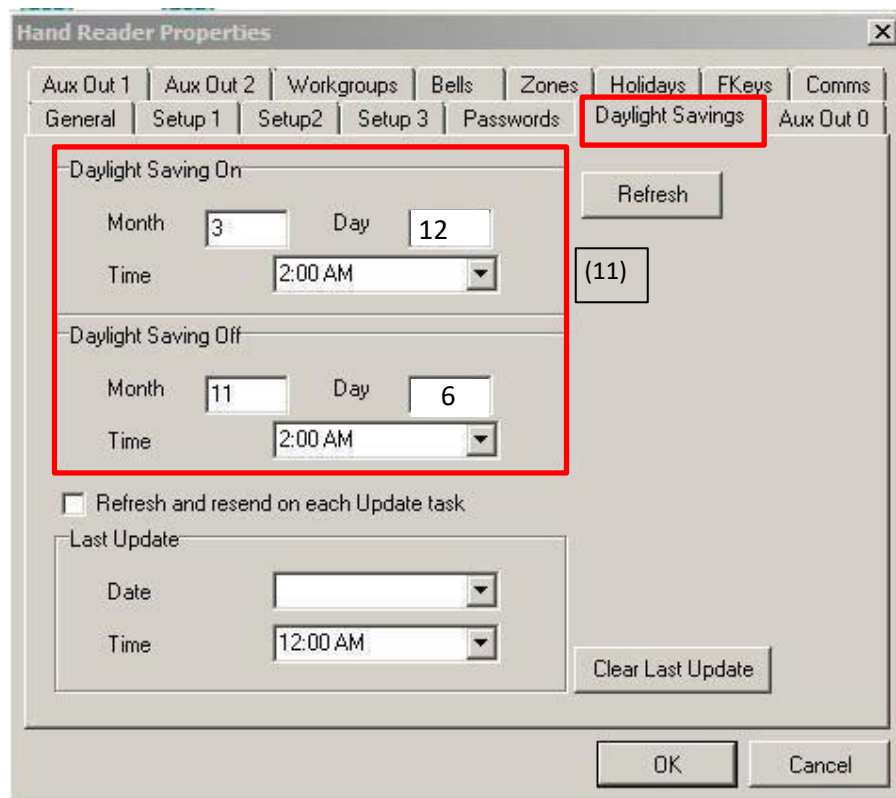 Hand Reader Properties
Aux Out 1 Aux Out 2 Workgroups Bells Zones Holidays FKeys Comms
General Setup 1 Setup2 Setup 3 Passwords Daylight Savings Aux Out 0
Daylight Saving On
Refresh
Month 3 Day 12
Time 2:00 AM
(11)
Daylight Saving Off
Month 11 Day 6
Time 2:00 AM
Refresh and resend on each Update task
Last Update
Date
Time 12:00 AM
Clear Last Update
OK Cancel